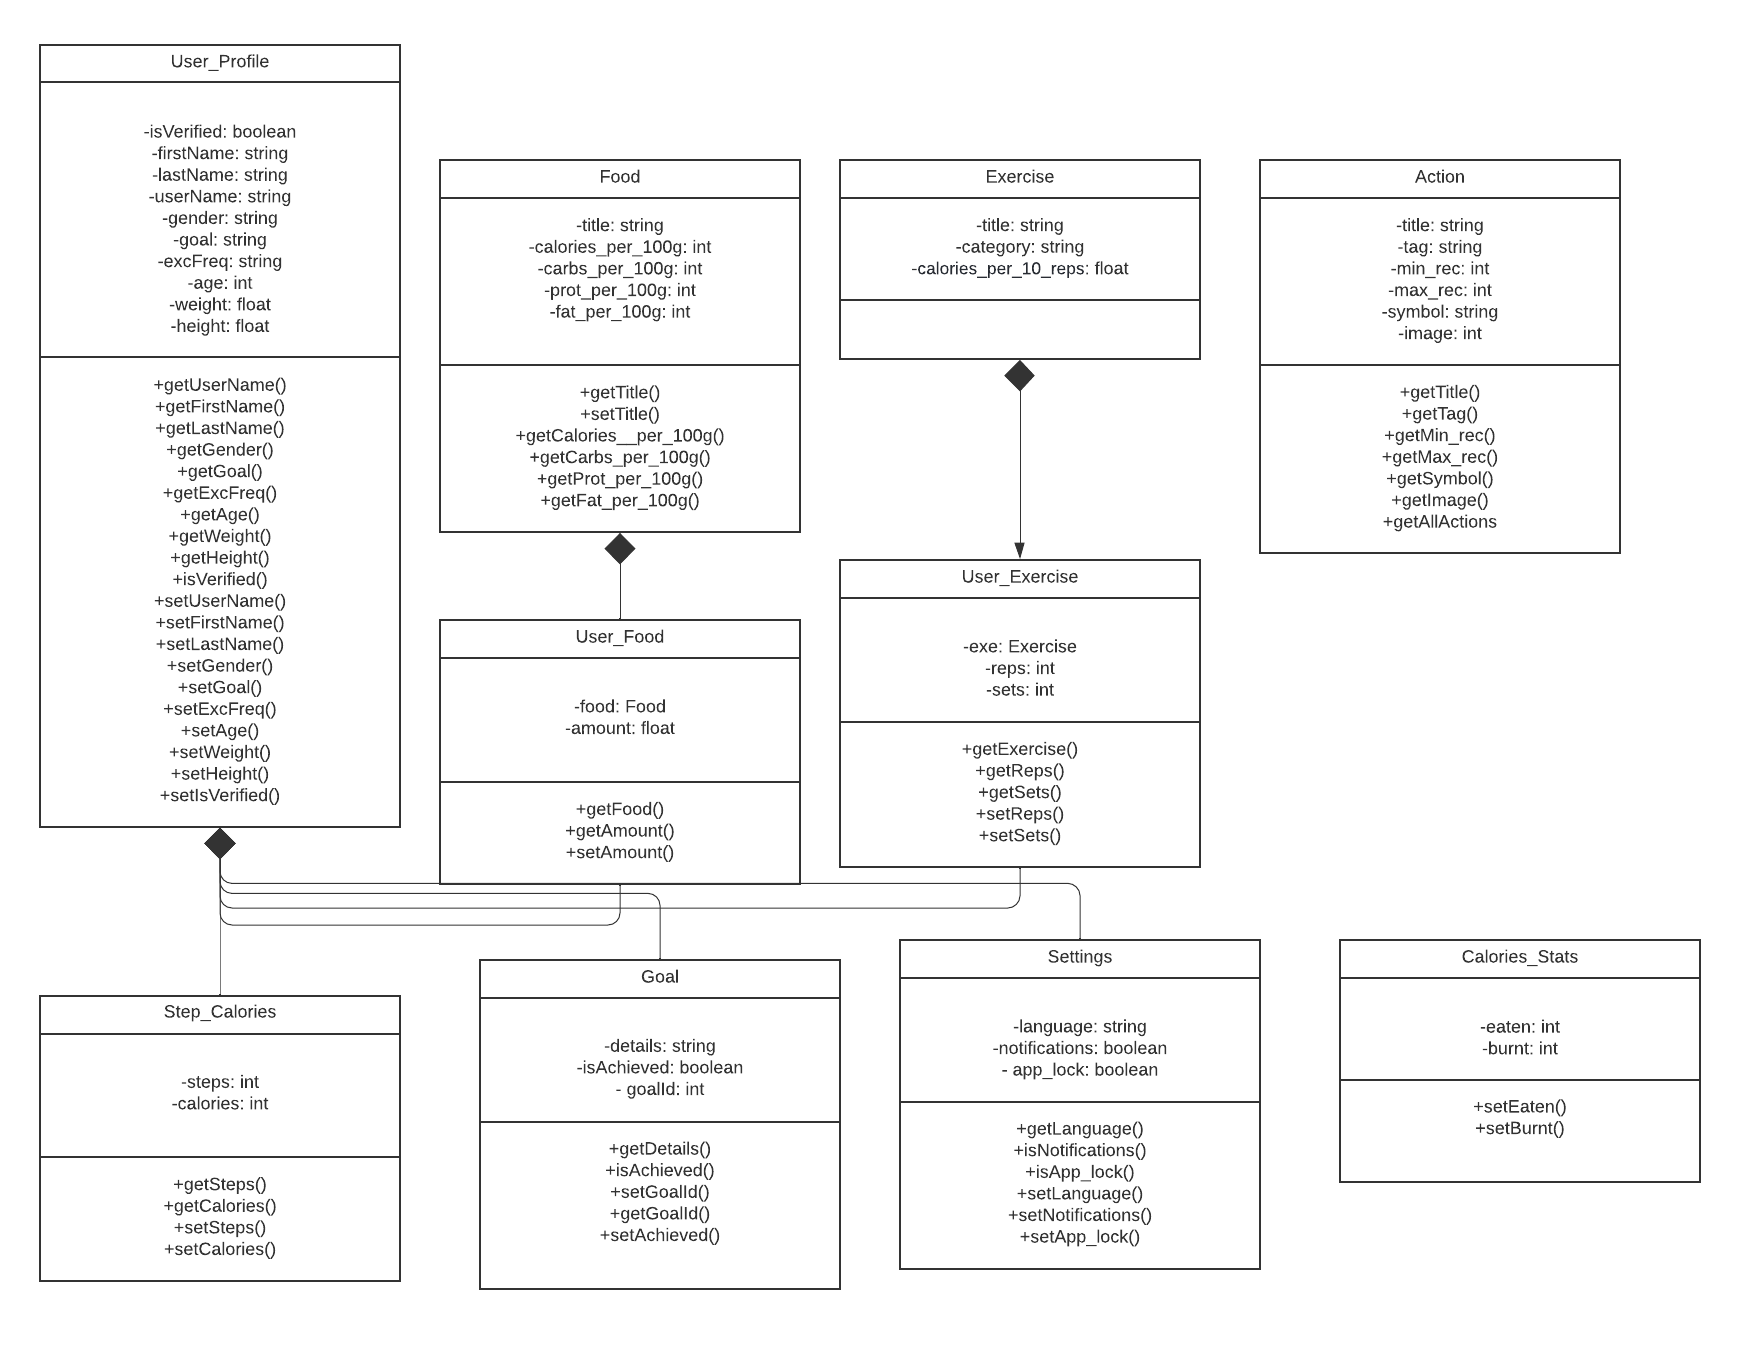 User_Profile
-isVerified: boolean
-firstName: string
-lastName: string
-userName: string
-gender: string
-goal: string
-excFreq: string
-age: int
-weight: float
-height: float
+getUserName()
+getFirstName()
+getLastName()
+getGender()
+getGoal()
+getExcFreq()
+getAge()
+getWeight()
+getHeight()
+isVerified()
+setUserName()
+setFirstName()
+setLastName()
+setGender()
+setGoal()
+setExcFreq()
+setAge()
+setWeight()
+setHeight()
+setIsVerified()
Food
-title: string
-calories_per_100g: int
-carbs_per_100g: int
-prot_per_100g: int
-fat_per_100g: int
+getTitle()
+setTitle()
+getCalories__per_100g()
+getCarbs_per_100g()
+getProt_per_100g()
+getFat_per_100g()
Exercise
-title: string
-category: string
-calories_per_10_reps: float
Action
-title: string
-tag: string
-min_rec: int
-max_rec: int
-symbol: string
-image: int
+getTitle()
+getTag()
+getMin_rec()
+getMax_rec()
+getSymbol()
+getImage()
+getAllActions
User_Food
-food: Food
-amount: float
+getFood()
+getAmount()
+setAmount()
User_Exercise
-exe: Exercise
-reps: int
-sets: int
+getExercise()
+getReps()
+getSets()
+setReps()
+setSets()
Step_Calories
-steps: int
-calories: int
+getSteps()
+getCalories()
+setSteps()
+setCalories()
Goal
-details: string
-isAchieved: boolean
- goalId: int
+getDetails()
+isAchieved()
+setGoalId()
+getGoalId()
+setAchieved()
Settings
-language: string
-notifications: boolean
- app_lock: boolean
+getLanguage()
+isNotifications()
+isApp_lock()
+setLanguage()
+setNotifications()
+setApp_lock()
Calories_Stats
-eaten: int
-burnt: int
+setEaten()
+setBurnt()